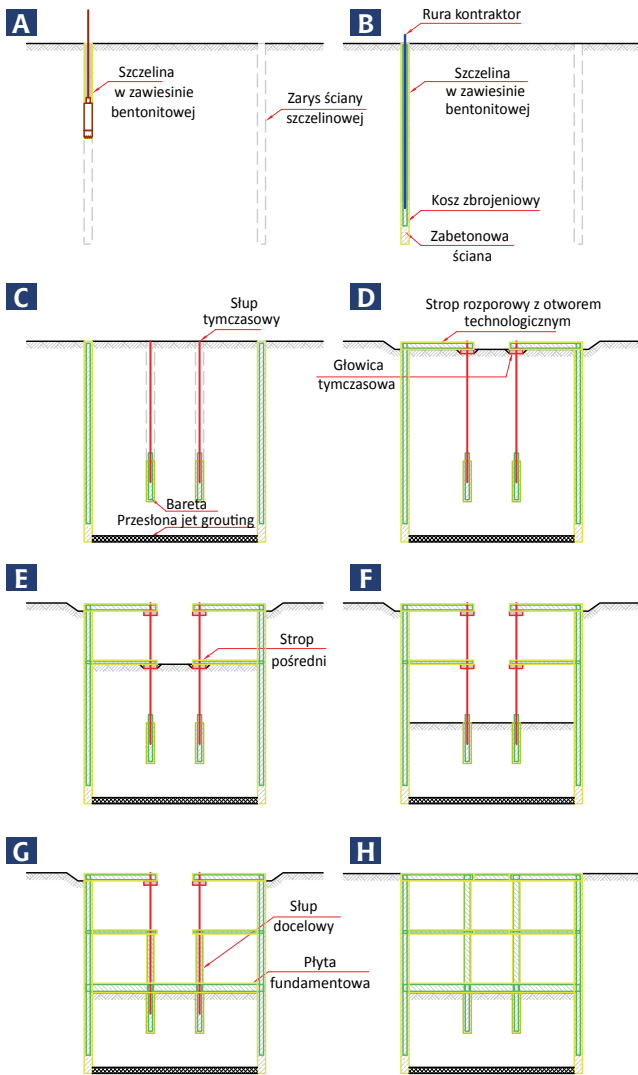 A
Szczelina
w zawiesinie
bentonitowej
Zarys ściany
szczelinowej
B
Rura kontraktor
Szczelina
w zawiesinie
bentonitowej
Kosz zbrojeniowy
Zabetonowa
ściana
C
Słup
tymczasowy
Bareta
Przesłona jet grouting
D
Strop rozporowy z otworem
technologicznym
Głowica
tymczasowa
E
Strop
pośredni
F
G
Słup
docelowy
Płyta
fundamentowa
H